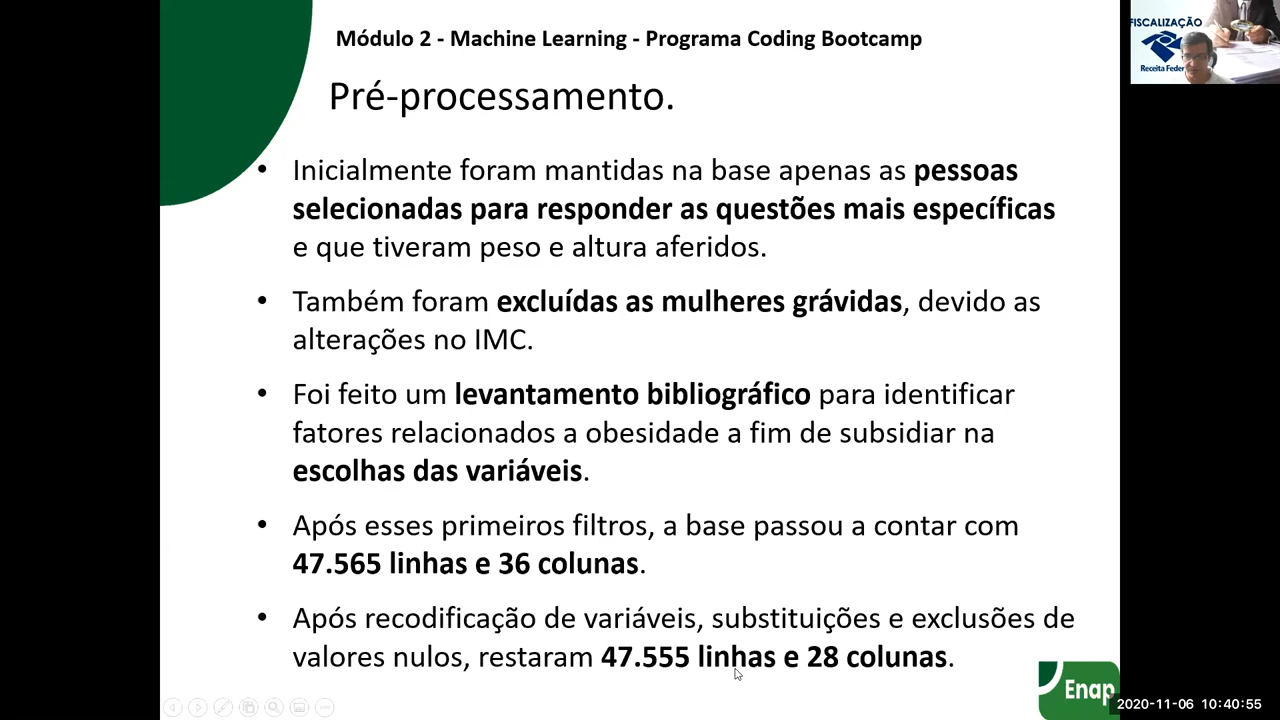 Módulo 2 - Machine Learning - Programa Coding Bootcamp
FISCALIZAÇÃO
Receita Feder
Pré-processamento.
• Inicialmente foram mantidas na base apenas as pessoas
selecionadas para responder as questões mais específicas
e que tiveram peso e altura aferidos.
• Também foram excluídas as mulheres grávidas, devido as
alterações no IMC.
• Foi feito um levantamento bibliográfico para identificar
fatores relacionados a obesidade a fim de subsidiar na
escolhas das variáveis.
• Após esses primeiros filtros, a base passou a contar com
47.565 linhas e 36 colunas.
• Após recodificação de variáveis, substituições e exclusões de
valores nulos, restaram 47.555 linhas e 28 colunas.
Enap
2020-11-06 10:40:55